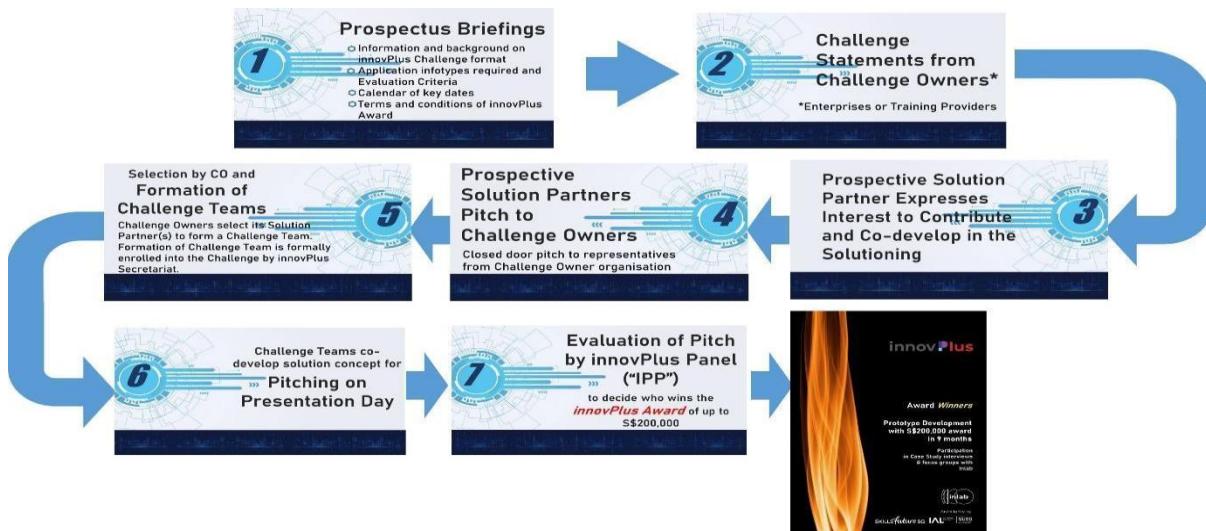 1
Prospectus Briefings
Information and background on
innovPlus Challenge format
Application infotypes required and
Evaluation Criteria
Calendar of key dates
Terms and conditions of innovPlus
Award
2
Challenge
Statements from
Challenge Owners*
*Enterprises or Training Providers
3
Prospective Solution
Partner Expresses
Interest to Contribute
and Co-develop in the
Solutioning
4
Prospective
Solution Partners
Pitch to
Challenge Owners
Closed door pitch to representatives
from Challenge Owner organisation
5
Selection by CO and
Formation of
Challenge Teams
Challenge Owners select its Solution
Partner(s) to form a Challenge Team.
Formation of Challenge Team is formally
enrolled into the Challenge by innovPlus
Secretariat.
6
Challenge Teams co-
develop solution concept for
Pitching on
Presentation Day
7
Evaluation of Pitch
by innovPlus Panel
("IPP")
to decide who wins the
innovPlus Award of up to
S$200,000
innovPlus
Award Winners
Prototype Development
with S$200,000 award
in 9 months
Participation
in Case Study interviews
& focus groups with
inlab
inlab
SKILLSfuture SG IAL